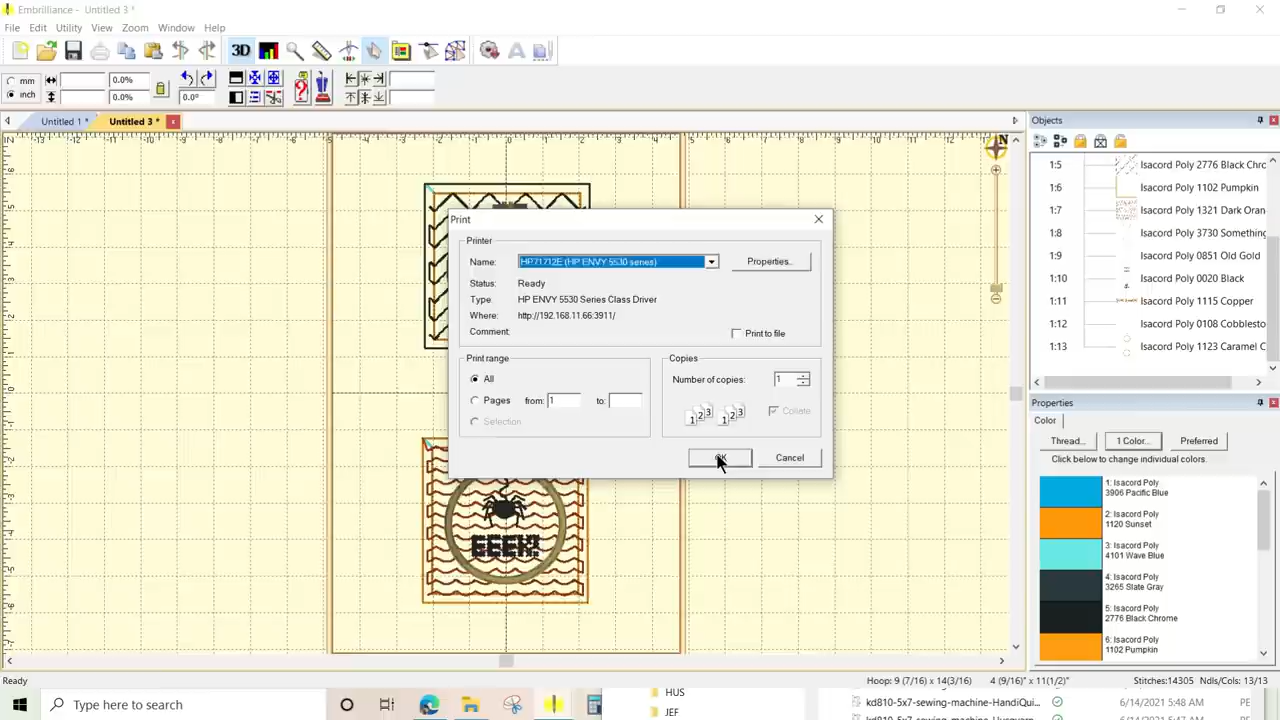 Embrilliance - Untitled 3 *
File Edit Utility View Zoom Automate Window Help
3D
mm
inch
0.0%
0.0%
0.0°
Untitled 1 *
Untitled 3 *
Objects
1:5 Isacord Poly 2776 Black Chrc
1:6 Isacord Poly 1102 Pumpkin
1:7 Isacord Poly 1321 Dark Oran
1:8 Isacord Poly 3730 Something
1:9 Isacord Poly 0851 Old Gold
1:10 Isacord Poly 0020 Black
1:11 Isacord Poly 1115 Copper
1:12 Isacord Poly 0108 Cobblesto
1:13 Isacord Poly 1123 Caramel C
Print
Printer
Name: HP71712E (HP ENVY 5530 series)
Properties...
Status: Ready
Type: HP ENVY 5530 Series Class Driver
Where: http://192.168.11.66:3911/
Comment:
Print to file
Print range
All
Pages from: 1 to:
Selection
Copies
Number of copies: 1
1 2 3 1 2 3
Collate
OK
Cancel
EEEK!
Properties
Color
Thread... 1 Color... Preferred
Click below to change individual colors.
1: Isacord Poly
3906 Pacific Blue
2: Isacord Poly
1120 Sunset
3: Isacord Poly
4101 Wave Blue
4: Isacord Poly
3265 Slate Gray
5: Isacord Poly
2776 Black Chrome
6: Isacord Poly
1102 Pumpkin
Ready
Hoop: 9 (7/16) x 14(3/16) 4 (9/16)" x 11(1/2)" Stitches:14305 Ndls/Cols: 13/13
Type here to search
HUS
JEF
kd810-5x7-sewing-machine-HandiQui... 6/14/2021 5:48 AM PE